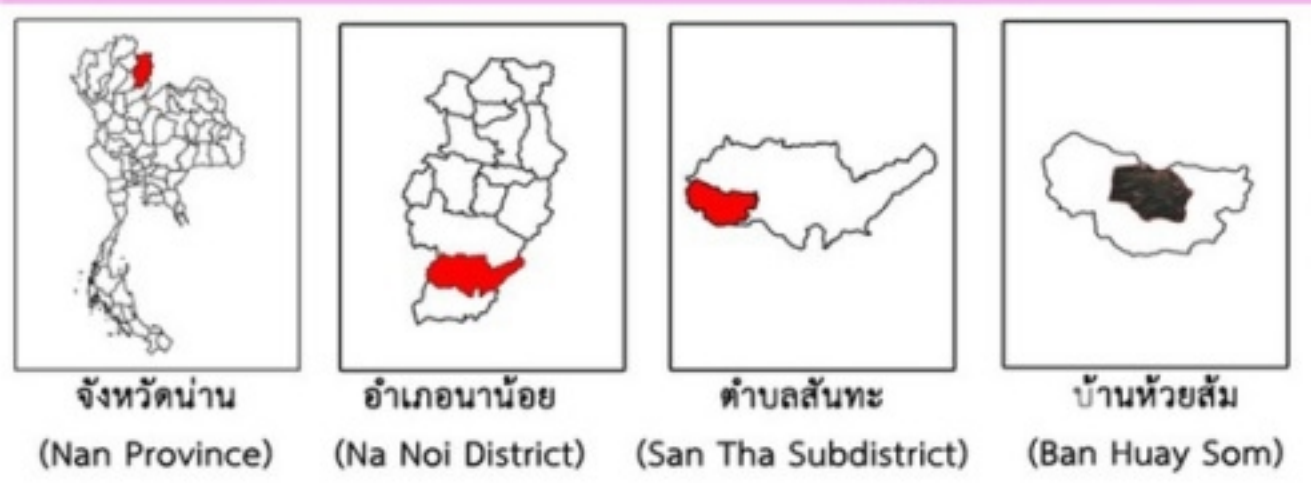 จังหวัดน่าน
(Nan Province)
อำเภอนาน้อย
(Na Noi District)
ตำบลสันทะ
(San Tha Subdistrict)
บ้านห้วยส้ม
(Ban Huay Som)